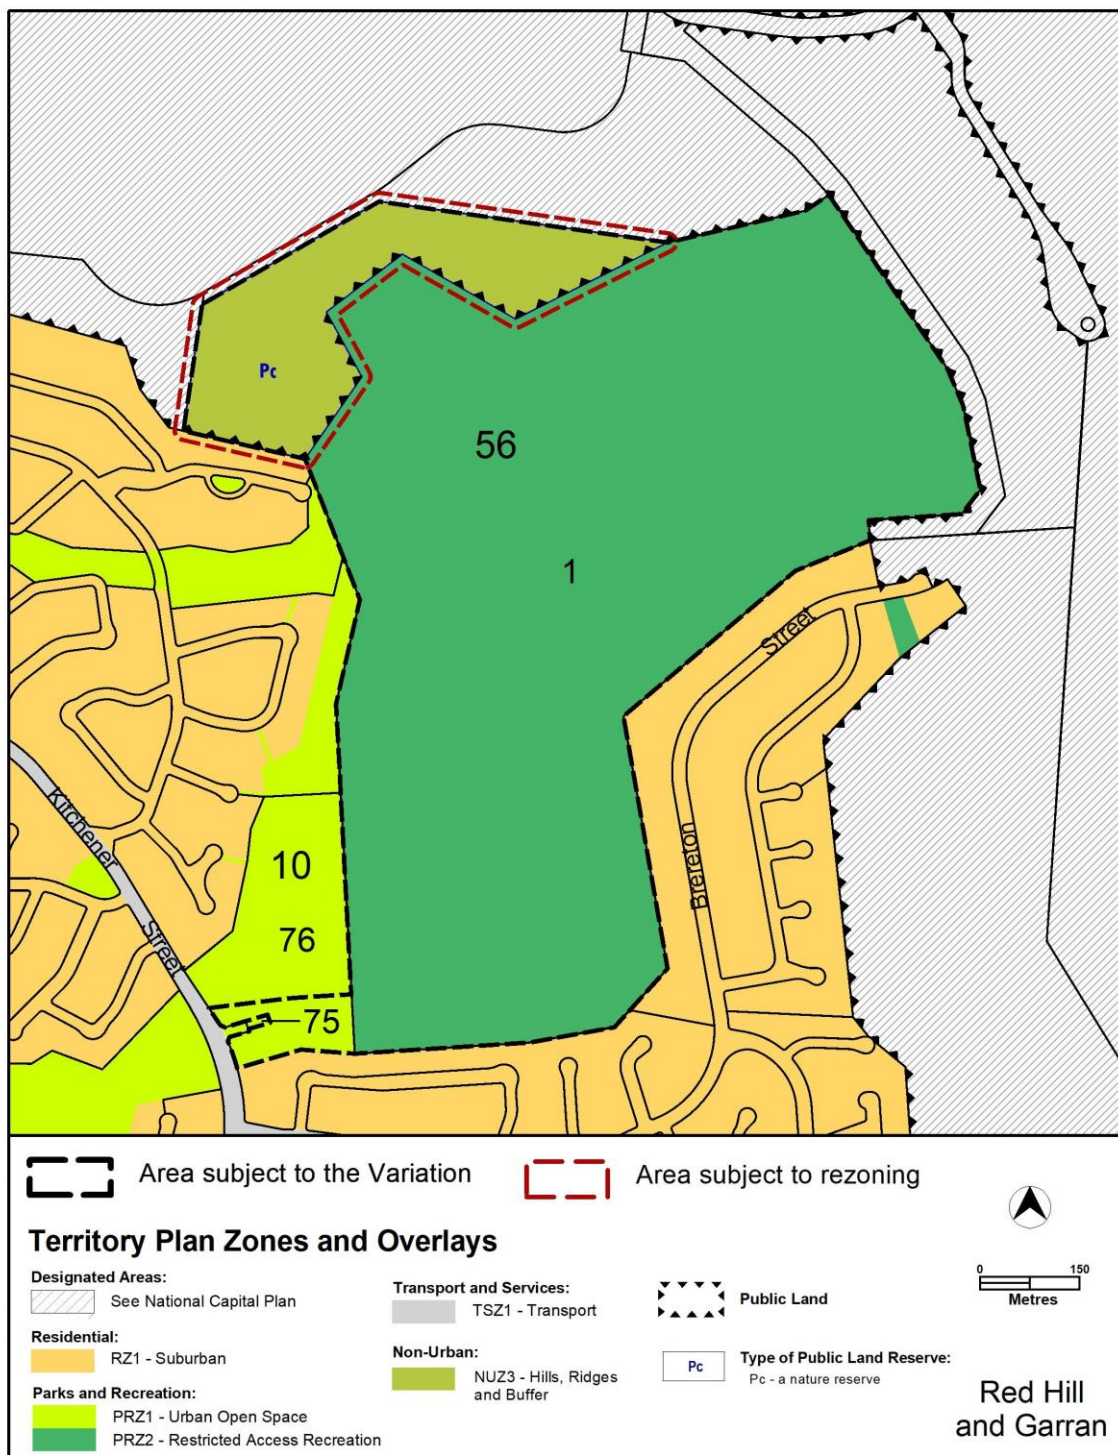 Pc
56
1
Street
Brereton
Kitchener
Street
10
76
75
Area subject to the Variation
Area subject to rezoning
Territory Plan Zones and Overlays
Designated Areas:
See National Capital Plan
Residential:
RZ1 - Suburban
Parks and Recreation:
PRZ1 - Urban Open Space
PRZ2 - Restricted Access Recreation
Transport and Services:
TSZ1 - Transport
Non-Urban:
NUZ3 - Hills, Ridges
and Buffer
Public Land
Pc
Type of Public Land Reserve:
Pc - a nature reserve
0 150
Metres
Red Hill
and Garran